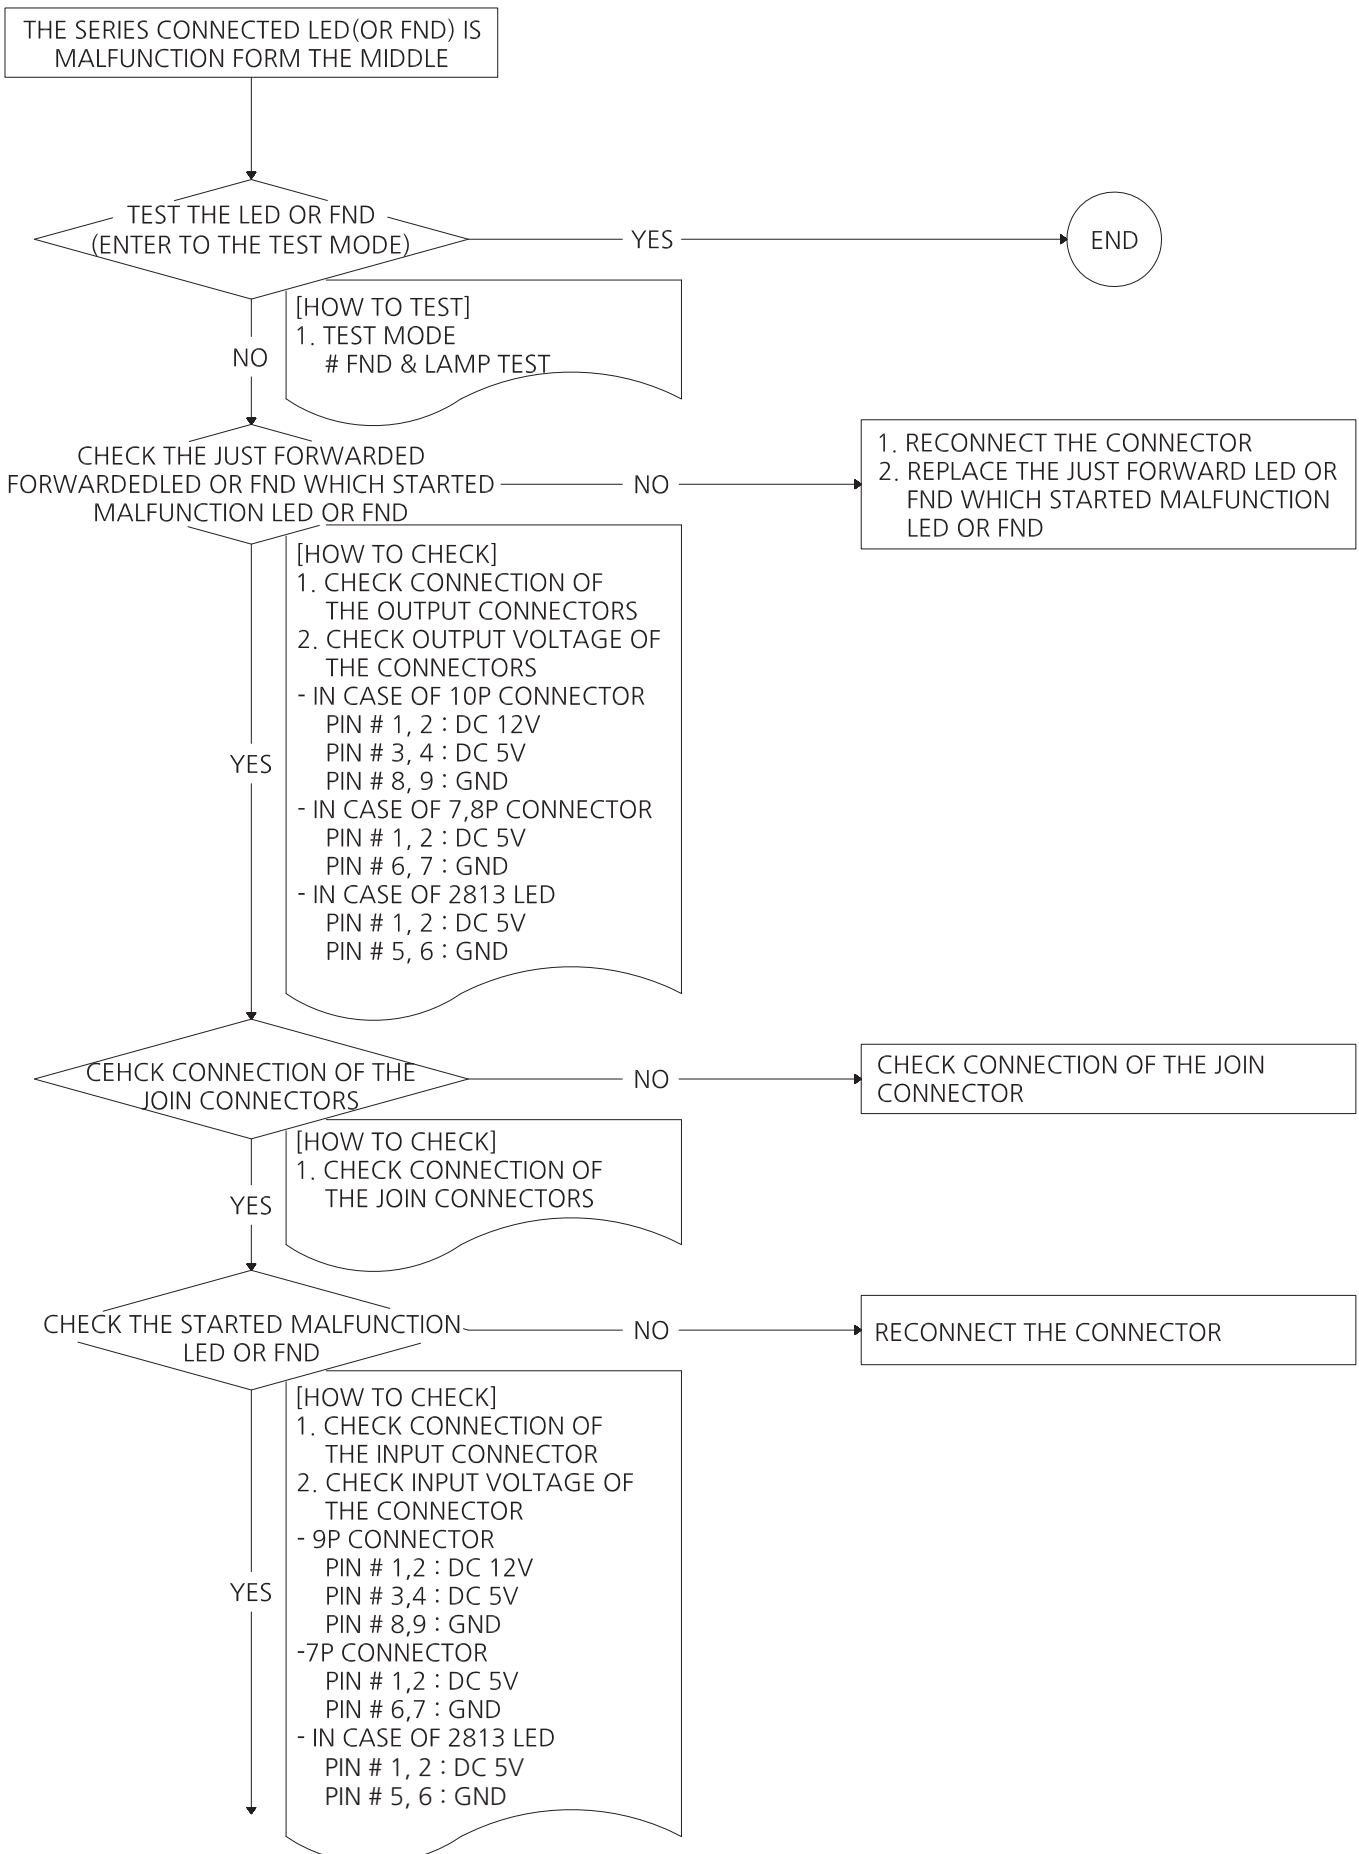 THE SERIES CONNECTED LED(OR FND) IS
MALFUNCTION FORM THE MIDDLE
TEST THE LED OR FND
(ENTER TO THE TEST MODE)
YES
END
[HOW TO TEST]
1. TEST MODE
# FND & LAMP TEST
NO
CHECK THE JUST FORWARDED
FORWARDEDLED OR FND WHICH STARTED
MALFUNCTION LED OR FND
NO
1. RECONNECT THE CONNECTOR
2. REPLACE THE JUST FORWARD LED OR
FND WHICH STARTED MALFUNCTION
LED OR FND
[HOW TO CHECK]
1. CHECK CONNECTION OF
THE OUTPUT CONNECTORS
2. CHECK OUTPUT VOLTAGE OF
THE CONNECTORS
- IN CASE OF 10P CONNECTOR
PIN # 1, 2 : DC 12V
PIN # 3, 4 : DC 5V
PIN # 8, 9 : GND
- IN CASE OF 7,8P CONNECTOR
PIN # 1, 2 : DC 5V
PIN # 6, 7 : GND
- IN CASE OF 2813 LED
PIN # 1, 2 : DC 5V
PIN # 5, 6 : GND
YES
CEHCK CONNECTION OF THE
JOIN CONNECTORS
NO
CHECK CONNECTION OF THE JOIN
CONNECTOR
[HOW TO CHECK]
1. CHECK CONNECTION OF
THE JOIN CONNECTORS
YES
CHECK THE STARTED MALFUNCTION
LED OR FND
NO
RECONNECT THE CONNECTOR
[HOW TO CHECK]
1. CHECK CONNECTION OF
THE INPUT CONNECTOR
2. CHECK INPUT VOLTAGE OF
THE CONNECTOR
- 9P CONNECTOR
PIN # 1,2 : DC 12V
PIN # 3,4 : DC 5V
PIN # 8,9 : GND
-7P CONNECTOR
PIN # 1,2 : DC 5V
PIN # 6,7 : GND
- IN CASE OF 2813 LED
PIN # 1, 2 : DC 5V
PIN # 5, 6 : GND
YES